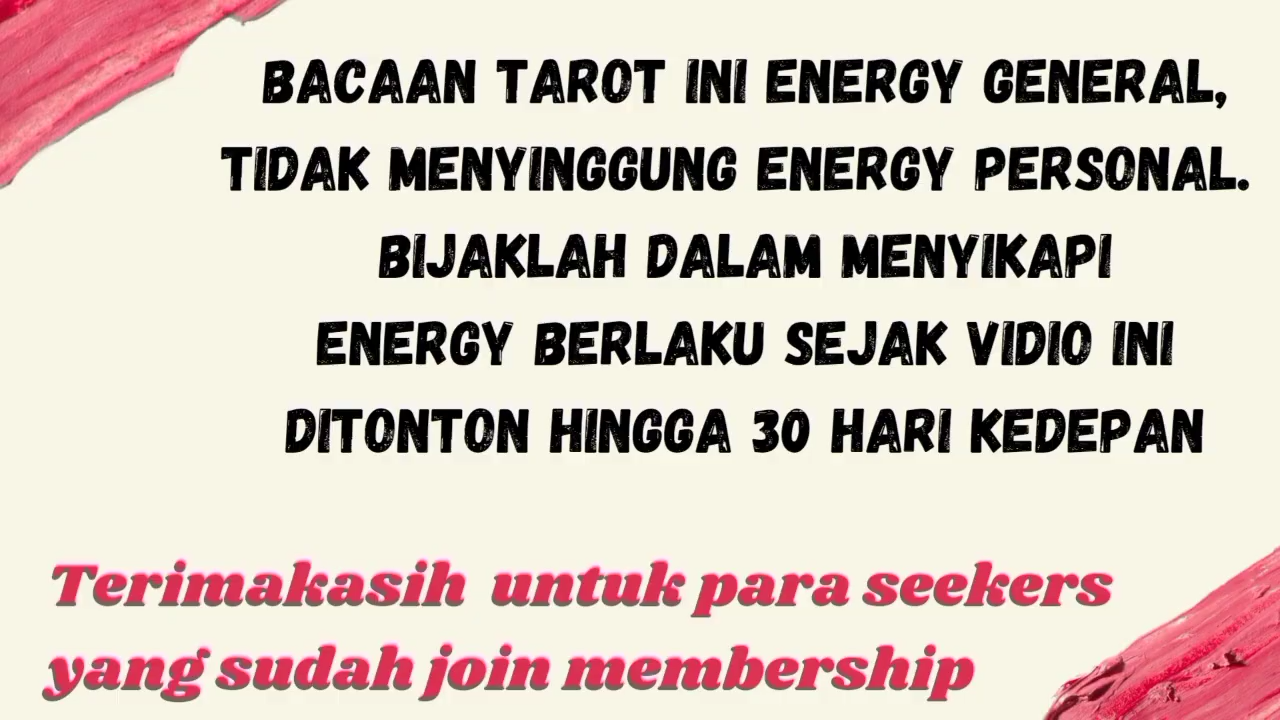 BACAAN TAROT INI ENERGY GENERAL,
TIDAK MENYINGGUNG ENERGY PERSONAL.
BIJAKLAH DALAM MENYIKAPI
ENERGY BERLAKU SEJAK VIDIO INI
DITONTON HINGGA 30 HARI KEDEPAN
Terimakasih untuk para seekers
yang sudah join membership